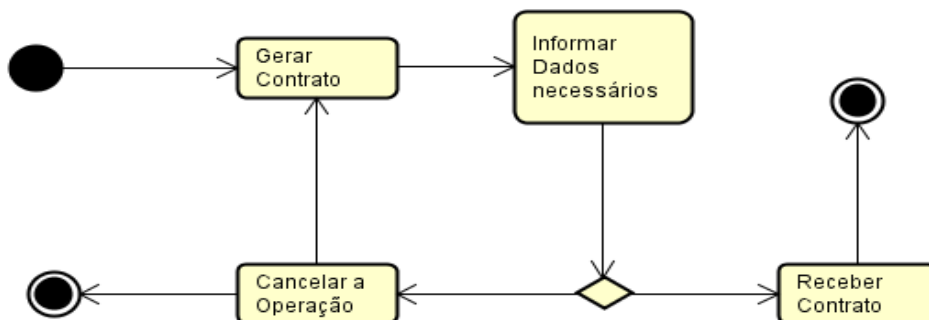 Gerar
Contrato
Informar
Dados
necessários
Cancelar a
Operação
Receber
Contrato